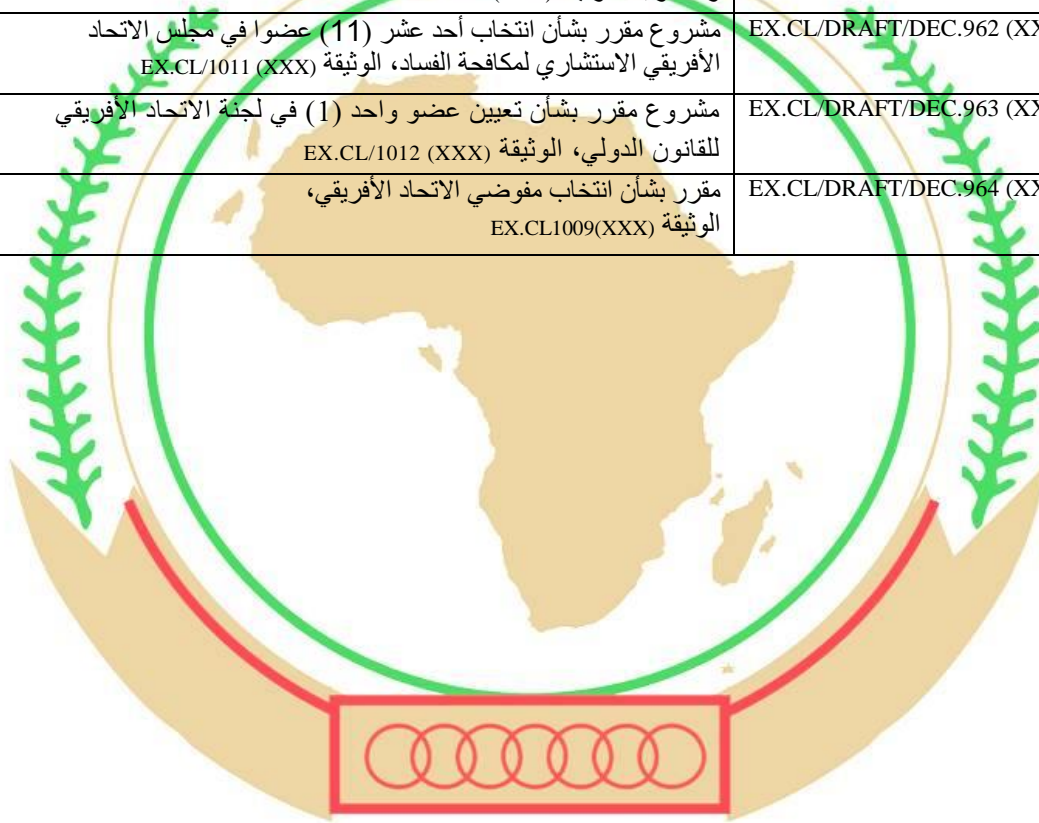 EX.CL/DRAFT/DEC.962 مشروع مقرر بشأن انتخاب أحد عشر (11) عضوا في مجلس الاتحاد
الأفريقي الاستشاري لمكافحة الفساد، الوثيقة EX.CL/1011 (XXX)
EX.CL/DRAFT/DEC.963 مشروع مقرر بشأن تعيين عضو واحد (1) في لجنة الاتحاد الأفريقي
للقانون الدولي، الوثيقة EX.CL/1012 (XXX)
EX.CL/DRAFT/DEC.964 مقرر بشأن انتخاب مفوضي الاتحاد الأفريقي،
الوثيقة EX.CL1009(XXX)